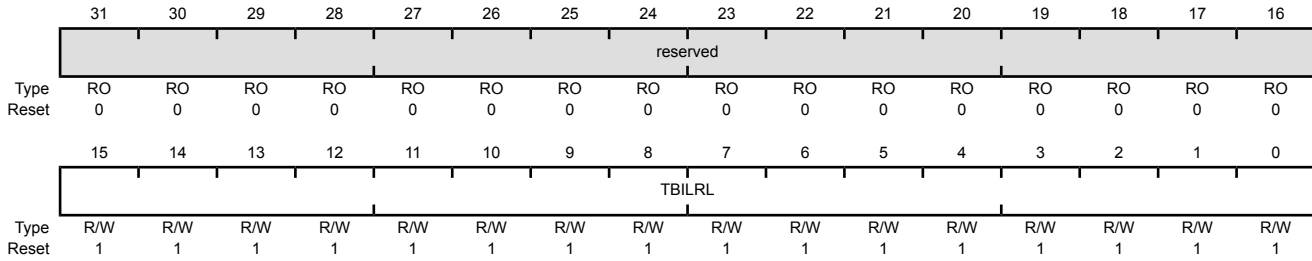 31 30 29 28 27 26 25 24 23 22 21 20 19 18 17 16
reserved
Type RO RO RO RO RO RO RO RO RO RO RO RO RO RO RO RO
Reset 0 0 0 0 0 0 0 0 0 0 0 0 0 0 0 0
15 14 13 12 11 10 9 8 7 6 5 4 3 2 1 0
TBILRL
Type R/W R/W R/W R/W R/W R/W R/W R/W R/W R/W R/W R/W R/W R/W R/W R/W
Reset 1 1 1 1 1 1 1 1 1 1 1 1 1 1 1 1